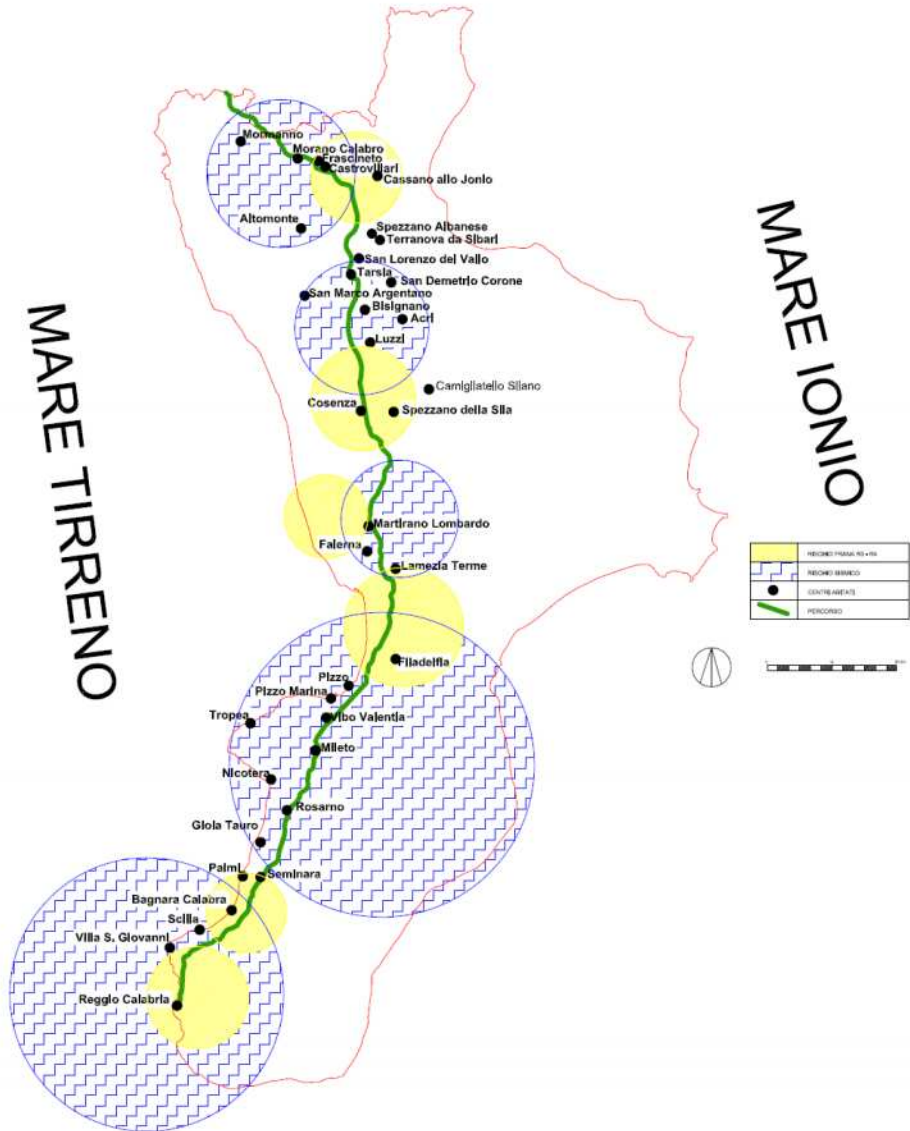 Mormanno
Morano Calabro
Frascineto
Castrovillari
Cassano allo Jonio
Altomonte
Spezzano Albanese
Terranova da Sibari
San Lorenzo del Vallo
Tarsia
San Demetrio Corone
San Marco Argentano
Bisignano
Acri
Luzzi
MARE TIRRENO
MARE IONIO
Camigliatello Silano
Cosenza
Spezzano della Sila
Martirano Lombardo
Falerna
Lamezia Terme
RISCHIO SISMICO
CENTRI ABITATI
PERCORSO
Filadelfia
Pizzo
Pizzo Marina
Tropea
Vibo Valentia
Mileto
Nicotera
Rosarno
Gioia Tauro
Palmi
Seminara
Bagnara Calabra
Scilla
Villa S. Giovanni
Reggio Calabria